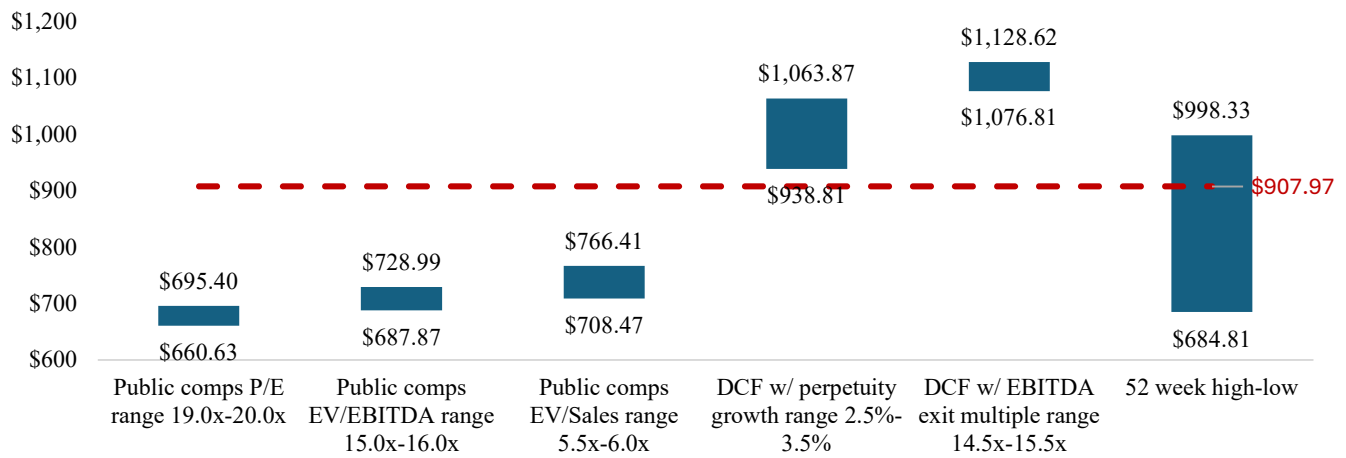 $1,200
$1,100
$1,000
$900
$800
$700
$600
$695.40
$660.63
$728.99
$687.87
$766.41
$708.47
$1,063.87
$938.81
$1,128.62
$1,076.81
$998.33
$684.81
$907.97
Public comps P/E
range 19.0x-20.0x
Public comps
EV/EBITDA range
15.0x-16.0x
Public comps
EV/Sales range
5.5x-6.0x
DCF w/ perpetuity
growth range 2.5%-
3.5%
DCF w/ EBITDA
exit multiple range
14.5x-15.5x
52 week high-low